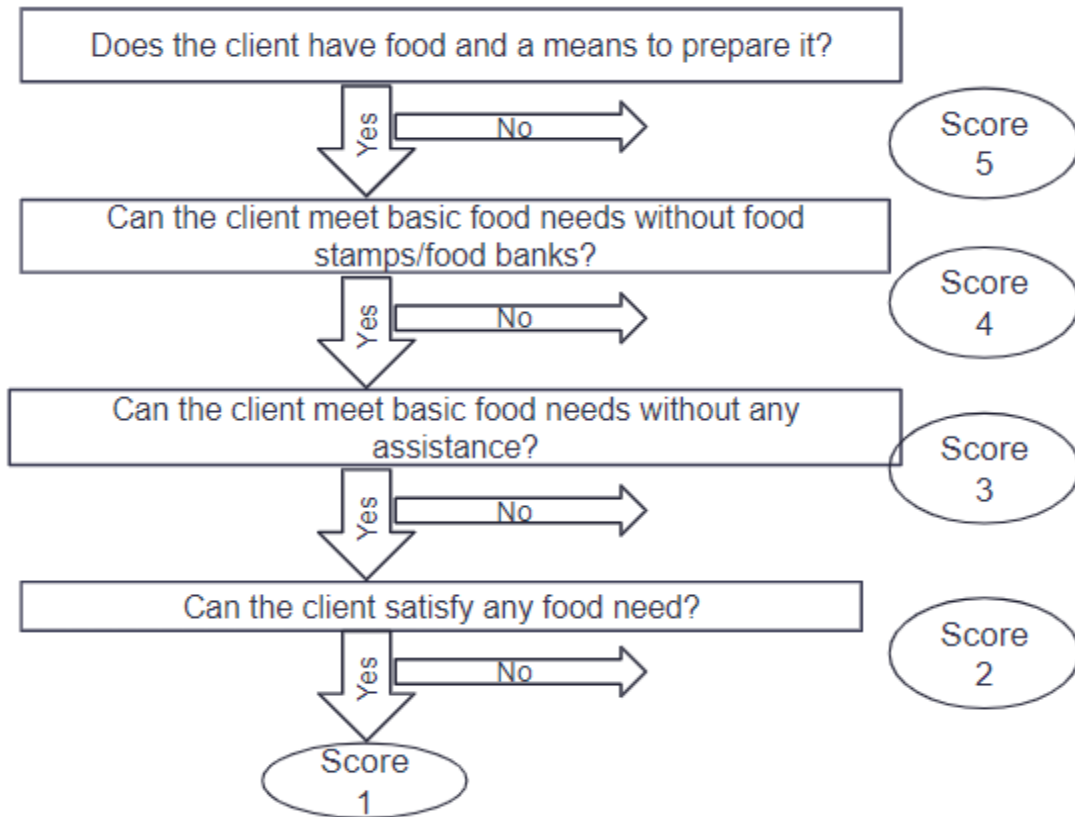 Does the client have food and a means to prepare it?
Yes
No
Score
5
Can the client meet basic food needs without food
stamps/food banks?
Yes
No
Score
4
Can the client meet basic food needs without any
assistance?
Yes
No
Score
3
Can the client satisfy any food need?
Yes
No
Score
2
Score
1